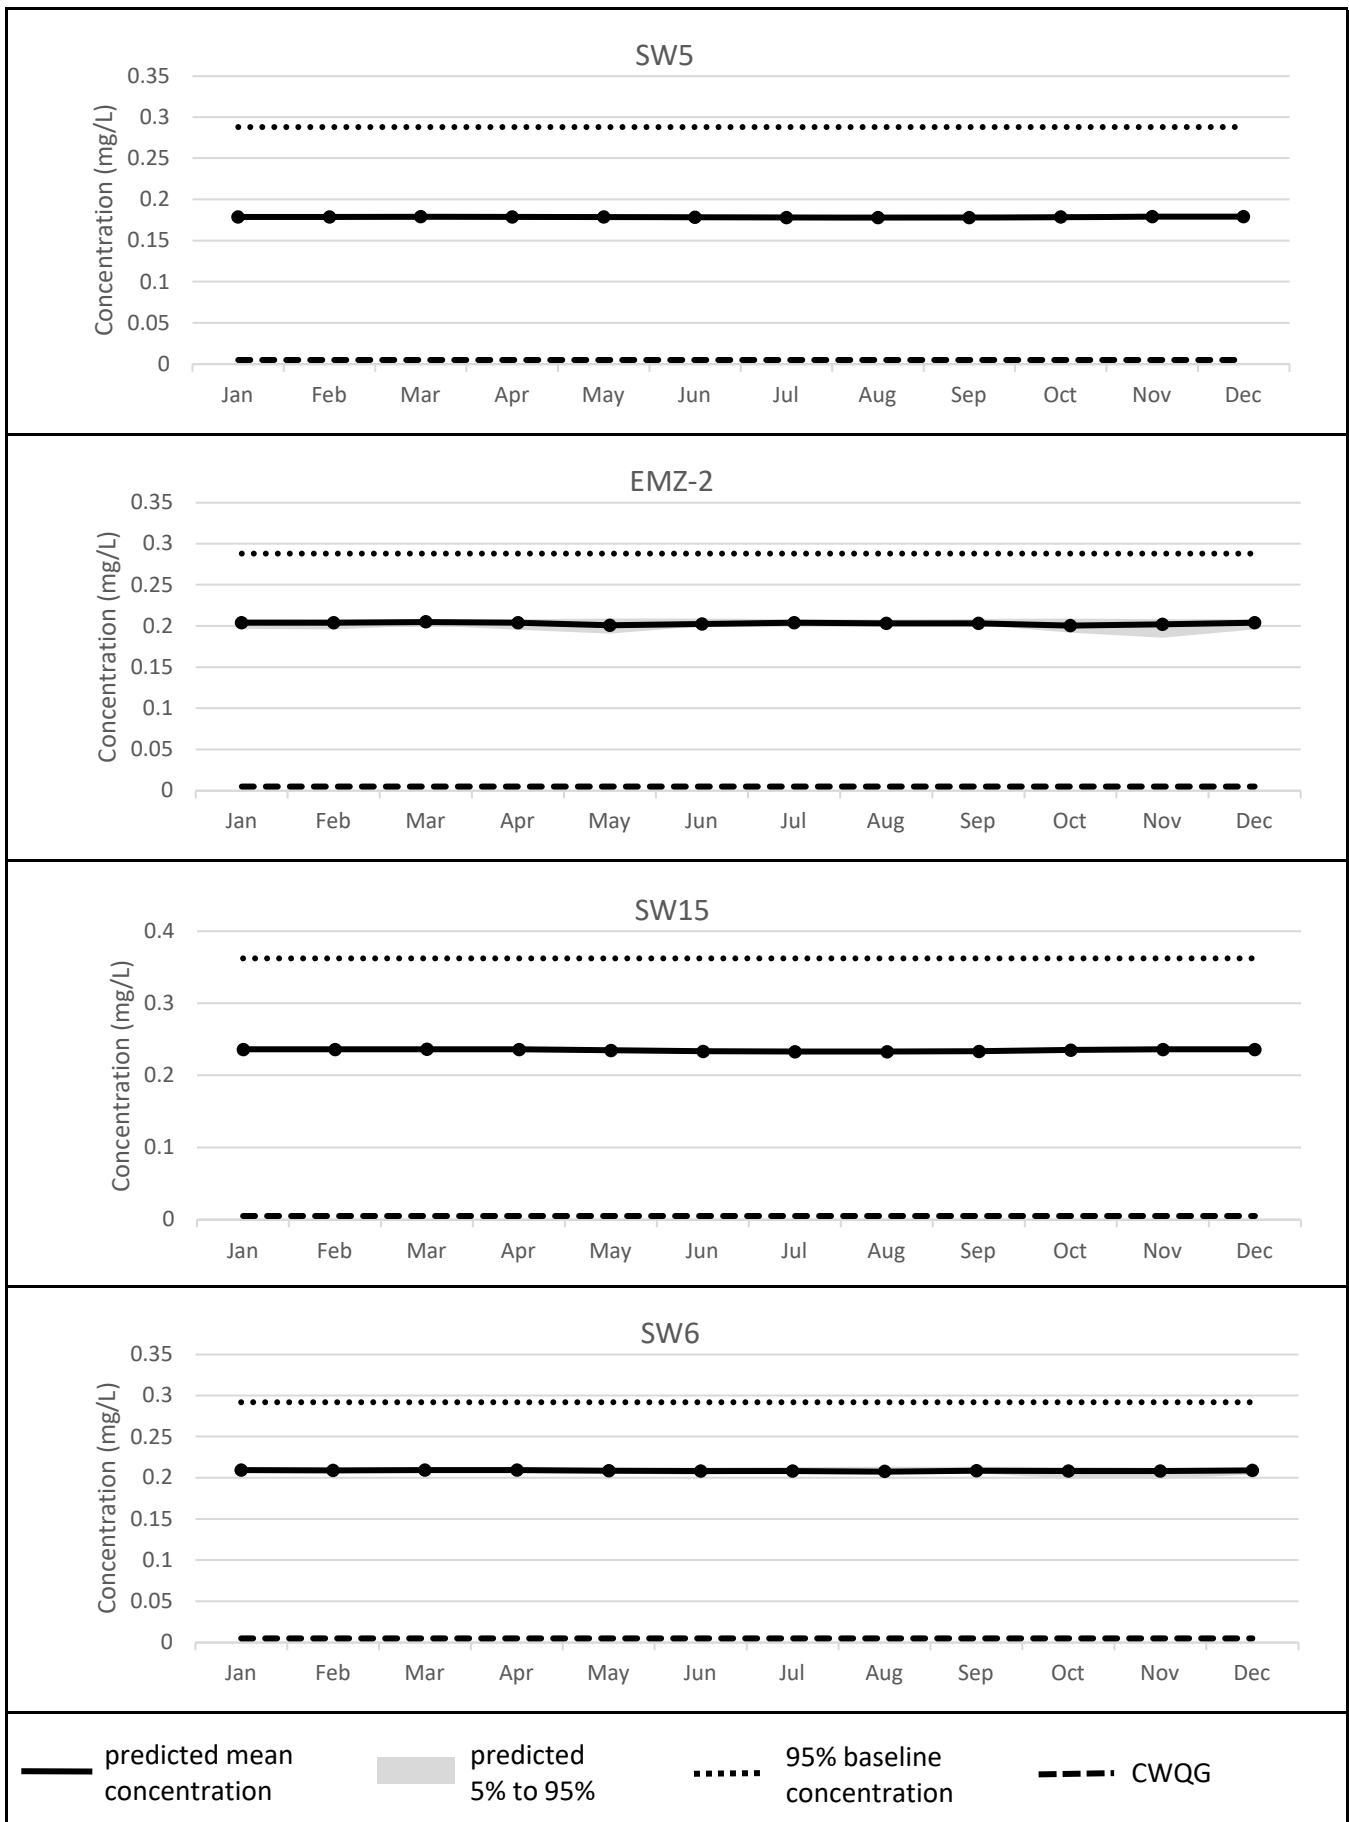 SW5
Concentration (mg/L)
0.35
0.3
0.25
0.2
0.15
0.1
0.05
0
Jan Feb Mar Apr May Jun Jul Aug Sep Oct Nov Dec
EMZ-2
Concentration (mg/L)
0.35
0.3
0.25
0.2
0.15
0.1
0.05
0
Jan Feb Mar Apr May Jun Jul Aug Sep Oct Nov Dec
SW15
Concentration (mg/L)
0.4
0.3
0.2
0.1
0
Jan Feb Mar Apr May Jun Jul Aug Sep Oct Nov Dec
SW6
Concentration (mg/L)
0.35
0.3
0.25
0.2
0.15
0.1
0.05
0
Jan Feb Mar Apr May Jun Jul Aug Sep Oct Nov Dec
predicted mean
concentration
predicted
5% to 95%
95% baseline
concentration
CWQG